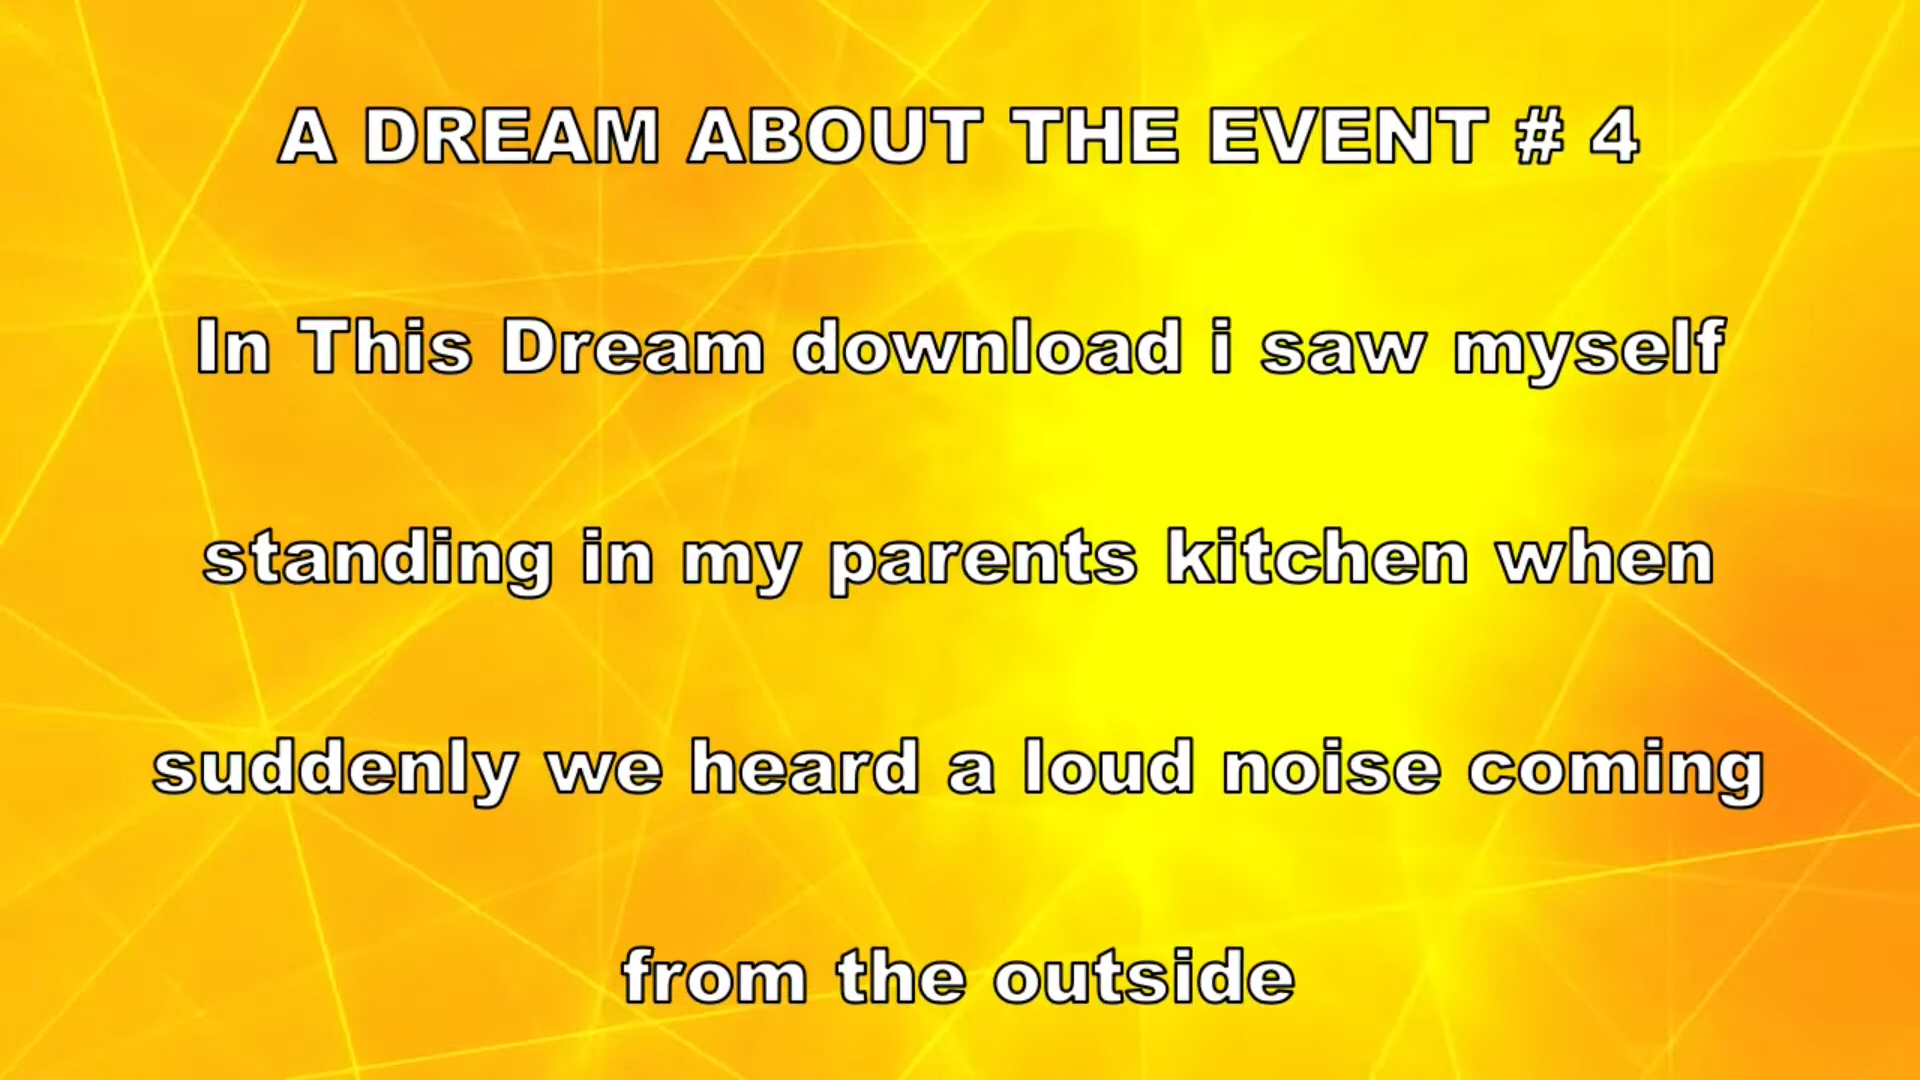 A DREAM ABOUT THE EVENT # 4
In This Dream download i saw myself
standing in my parents kitchen when
suddenly we heard a loud noise coming
from the outside